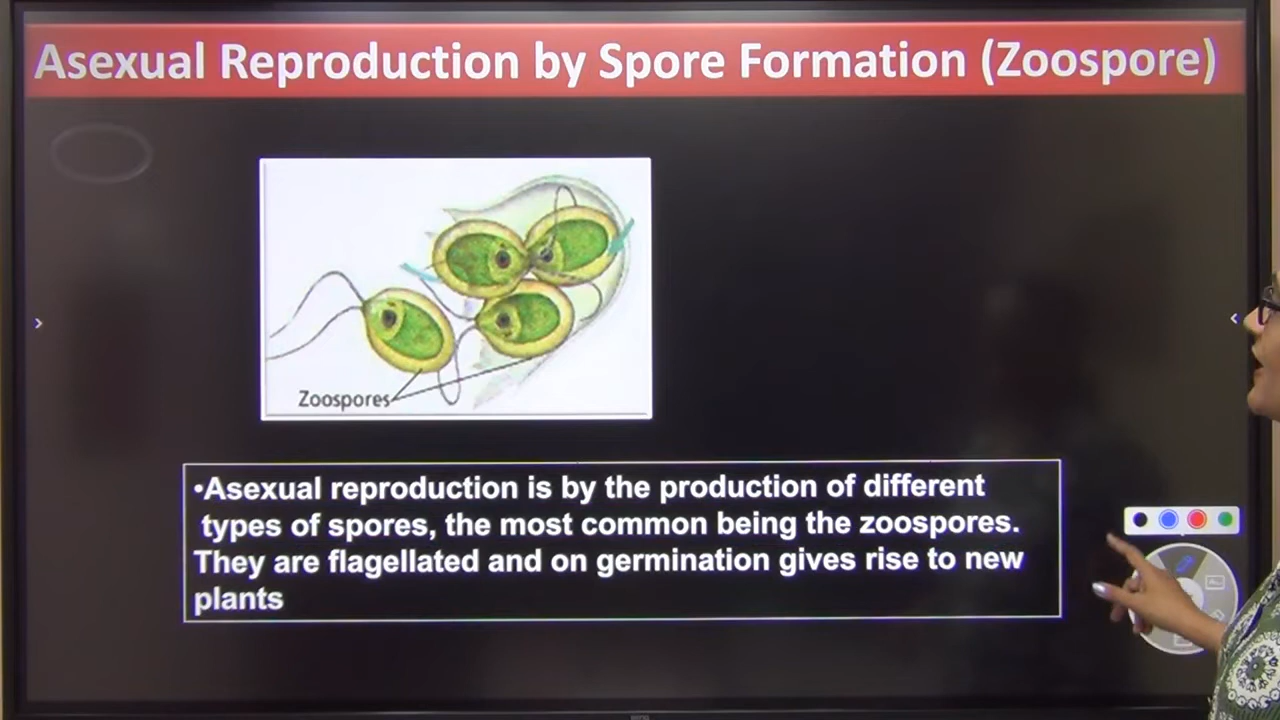 Asexual Reproduction by Spore Formation (Zoospore)
Zoospores
•Asexual reproduction is by the production of different
types of spores, the most common being the zoospores.
They are flagellated and on germination gives rise to new
plants